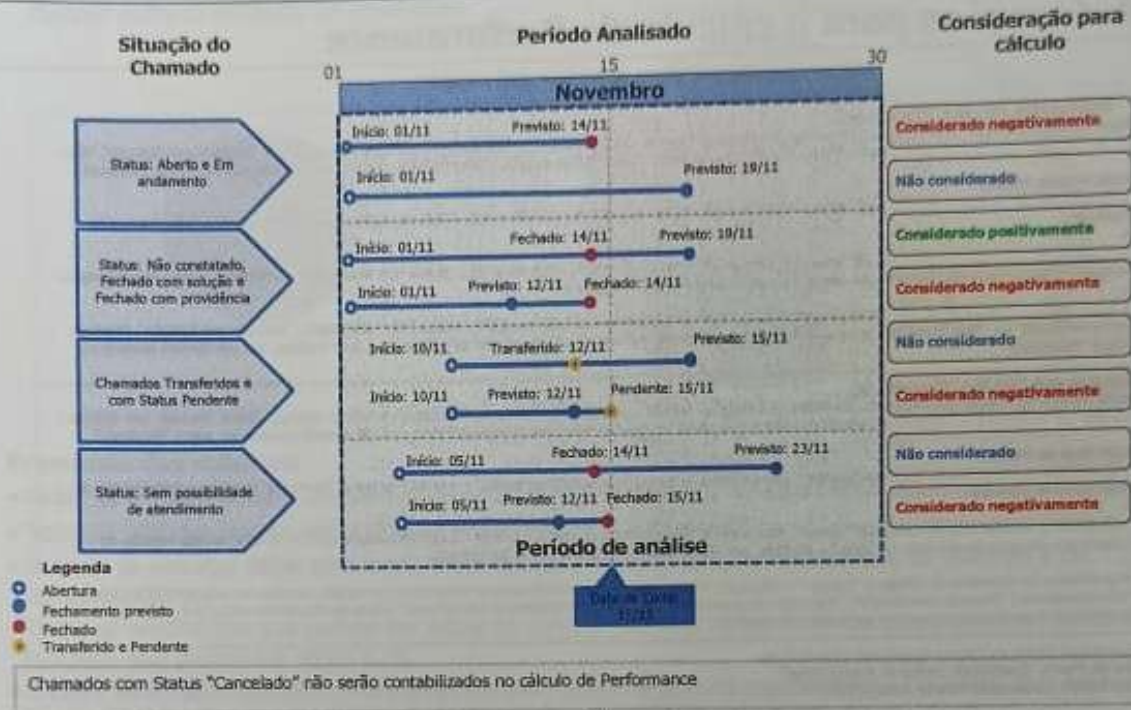 Situação do
Chamado
Período Analisado
Consideração para
cálculo
01
15
30
Novembro
Status: Aberto e Em
andamento
Início: 01/11
Previsto: 14/11
Considerado negativamente
Início: 01/11
Previsto: 19/11
Não considerado
Status: Não constatado,
Fechado com solução e
Fechado com providência
Início: 01/11
Fechado: 14/11
Previsto: 19/11
Considerado positivamente
Início: 01/11
Previsto: 12/11
Fechado: 14/11
Considerado negativamente
Chamados Transferidos e
com Status Pendente
Início: 10/11
Transferido: 12/11
Previsto: 15/11
Não considerado
Início: 10/11
Previsto: 12/11
Pendente: 15/11
Considerado negativamente
Status: Sem possibilidade
de atendimento
Início: 05/11
Fechado: 14/11
Previsto: 23/11
Não considerado
Início: 05/11
Previsto: 12/11
Fechado: 15/11
Considerado negativamente
Período de análise
Data de
Legenda
Abertura
Fechamento previsto
Fechado
Transferido e Pendente
Chamados com Status "Cancelado" não serão contabilizados no cálculo de Performance